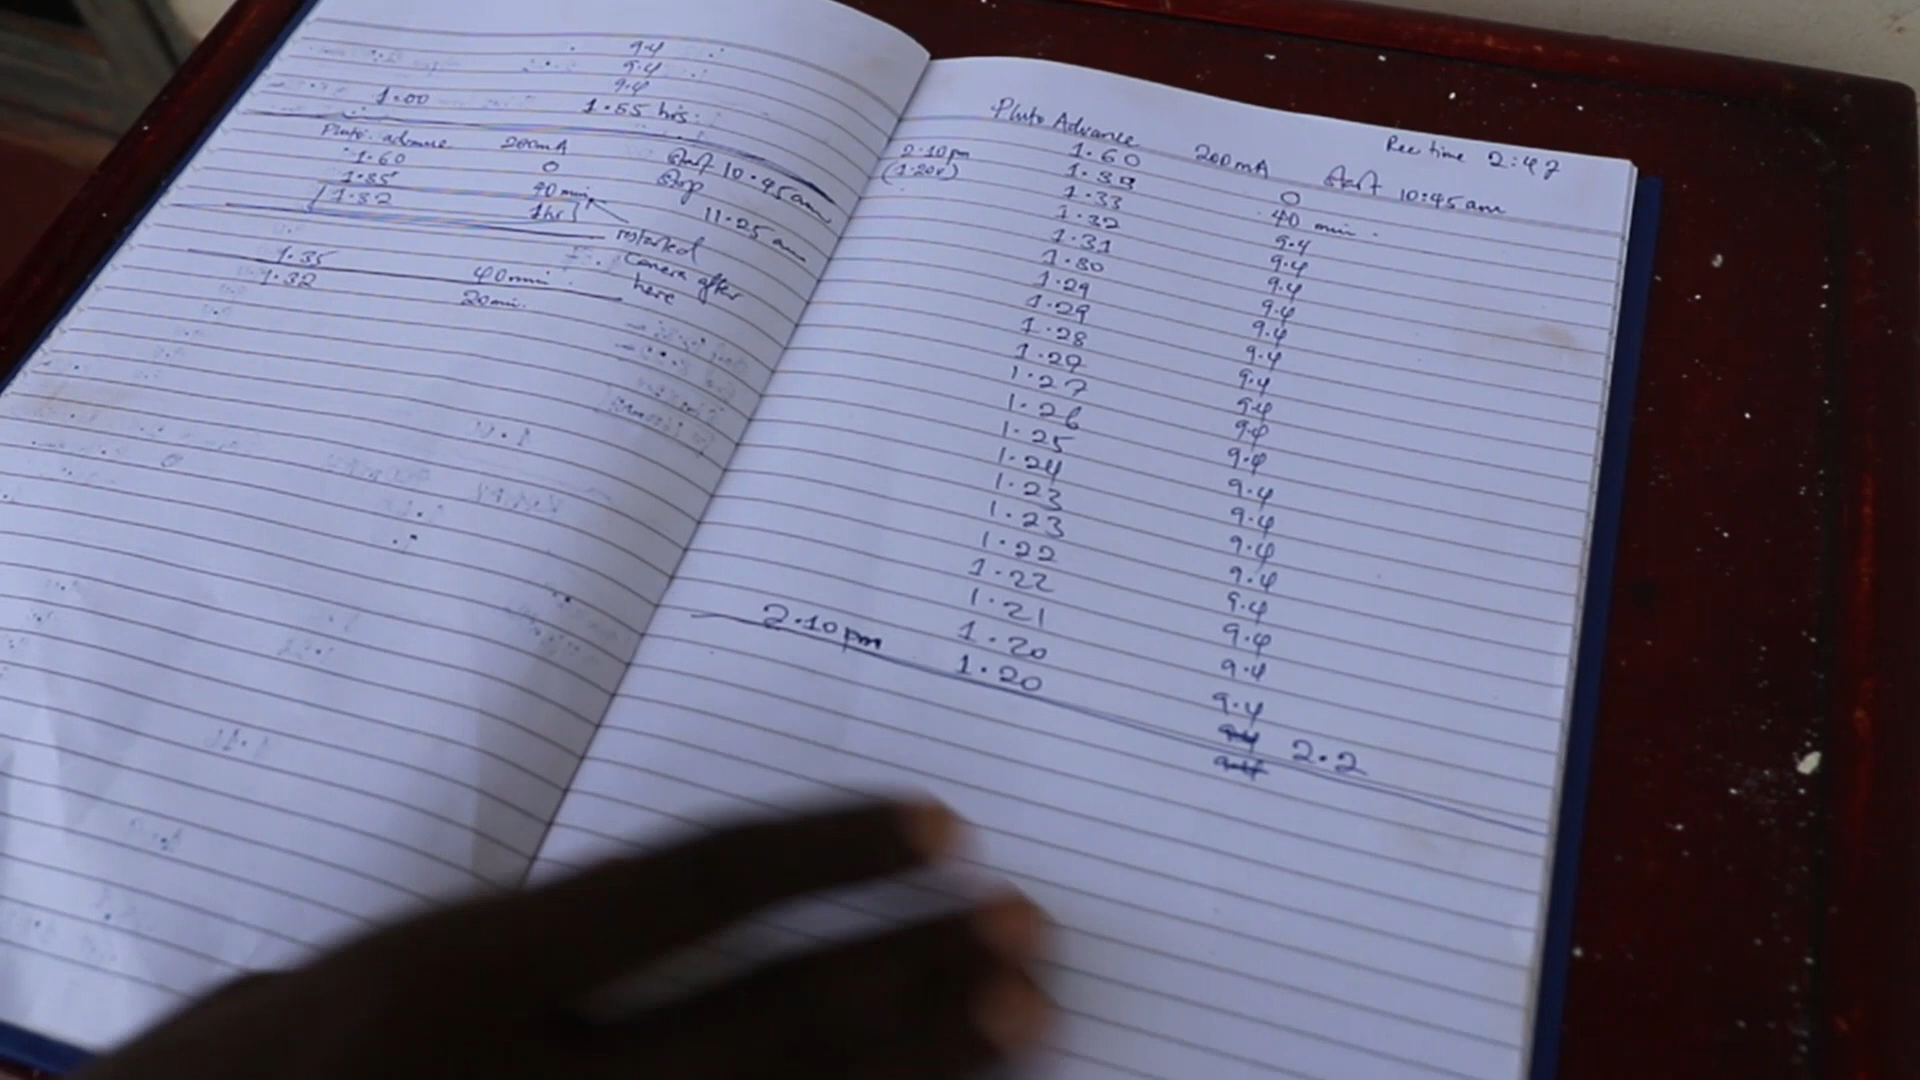 9.4
9.4
9.4
1.00 1.55 hrs.
Pluto. advance 200mA Start 10.45am
1.60 0 Stop 11.25 am
1.35 40 min
1.32 1hr
restarted
camera after
here
1.35 40 min.
1.32 20 min.
Pluto Advance 200mA Rec time 2:47
2.10pm 1.60 0 Start 10:45am
(1.20v) 1.35 40 min.
1.33 9.4
1.32 9.4
1.31 9.4
1.30 9.4
1.29 9.4
1.29 9.4
1.28 9.4
1.27 9.4
1.27 9.4
1.26 9.4
1.25 9.4
1.24 9.4
1.23 9.4
1.23 9.4
1.22 9.4
1.22 9.4
1.21 9.4
1.20 9.4
2.10pm 1.20 2.2